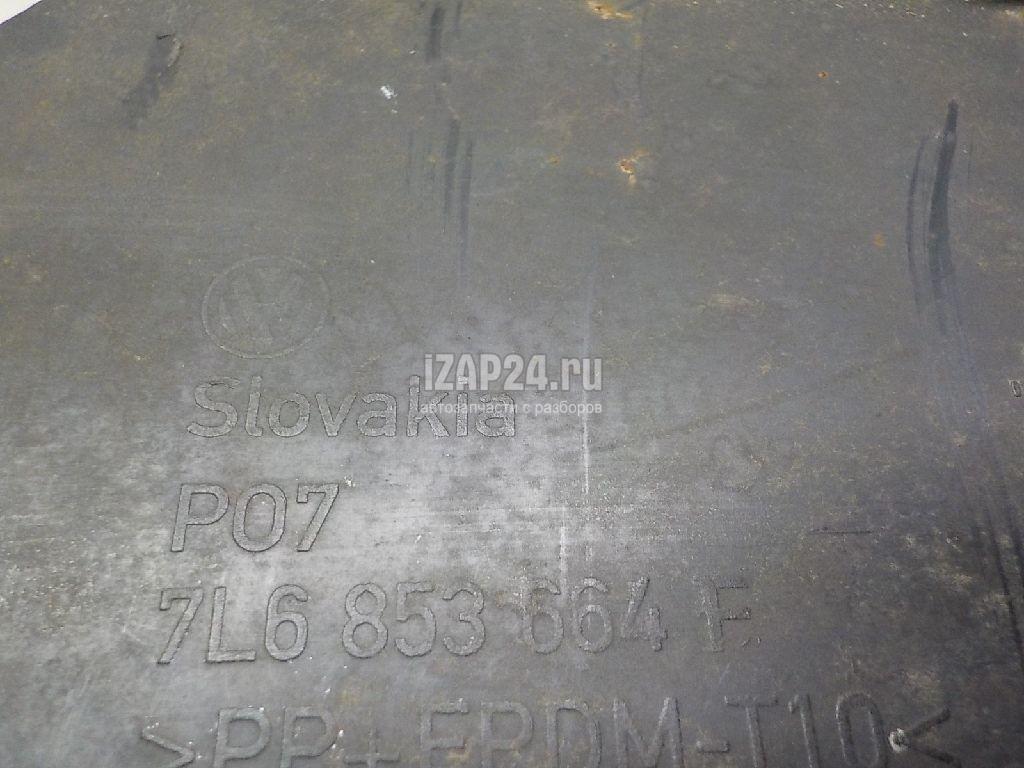 iZAP24.ru
автозапчасти с разборов
Slovakia
P07
7L6 853 664
>PP+EPDM-T10<